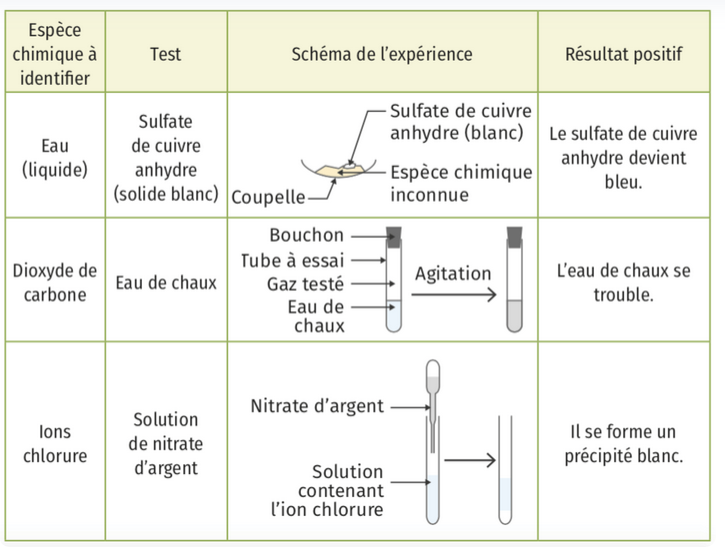 Espèce
chimique à
identifier
Test
Schéma de l'expérience
Résultat positif
Eau
(liquide)
Sulfate
de cuivre
anhydre
(solide blanc)
Sulfate de cuivre
anhydre (blanc)
Espèce chimique
inconnue
Coupelle
Le sulfate de cuivre
anhydre devient
bleu.
Dioxyde de
carbone
Eau de chaux
Bouchon
Tube à essai
Gaz testé
Eau de
chaux
Agitation
L'eau de chaux se
trouble.
Ions
chlorure
Solution
de nitrate
d'argent
Nitrate d'argent
Solution
contenant
l'ion chlorure
Il se forme un
précipité blanc.